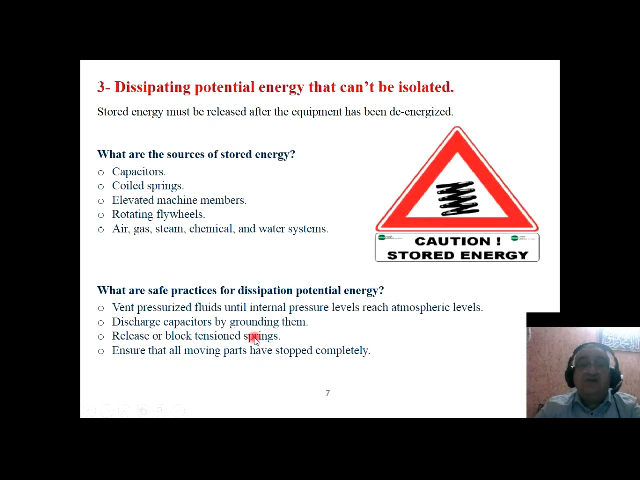 3- Dissipating potential energy that can't be isolated.
Stored energy must be released after the equipment has been de-energized.
What are the sources of stored energy?
o Capacitors.
o Coiled springs.
o Elevated machine members.
o Rotating flywheels.
o Air, gas, steam, chemical, and water systems.
CAUTION !
STORED ENERGY
What are safe practices for dissipation potential energy?
o Vent pressurized fluids until internal pressure levels reach atmospheric levels.
o Discharge capacitors by grounding them.
o Release or block tensioned springs.
o Ensure that all moving parts have stopped completely.
7